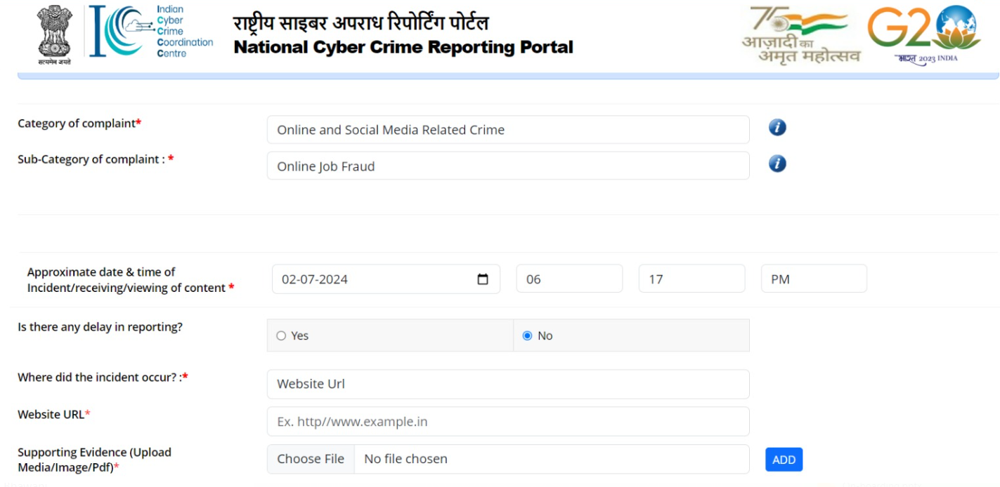 Indian
Cyber
Crime
Coordination
Centre
सत्यमेव जयते
राष्ट्रीय साइबर अपराध रिपोर्टिंग पोर्टल
National Cyber Crime Reporting Portal
75
आज़ादी का
अमृत महोत्सव
G20
भारत 2023 INDIA
Category of complaint*
Online and Social Media Related Crime
Sub-Category of complaint : *
Online Job Fraud
Approximate date & time of
Incident/receiving/viewing of content *
02-07-2024 06 17 PM
Is there any delay in reporting?
Yes No
Where did the incident occur? :*
Website Url
Website URL*
Ex. http//www.example.in
Supporting Evidence (Upload
Media/Image/Pdf)*
Choose File No file chosen ADD